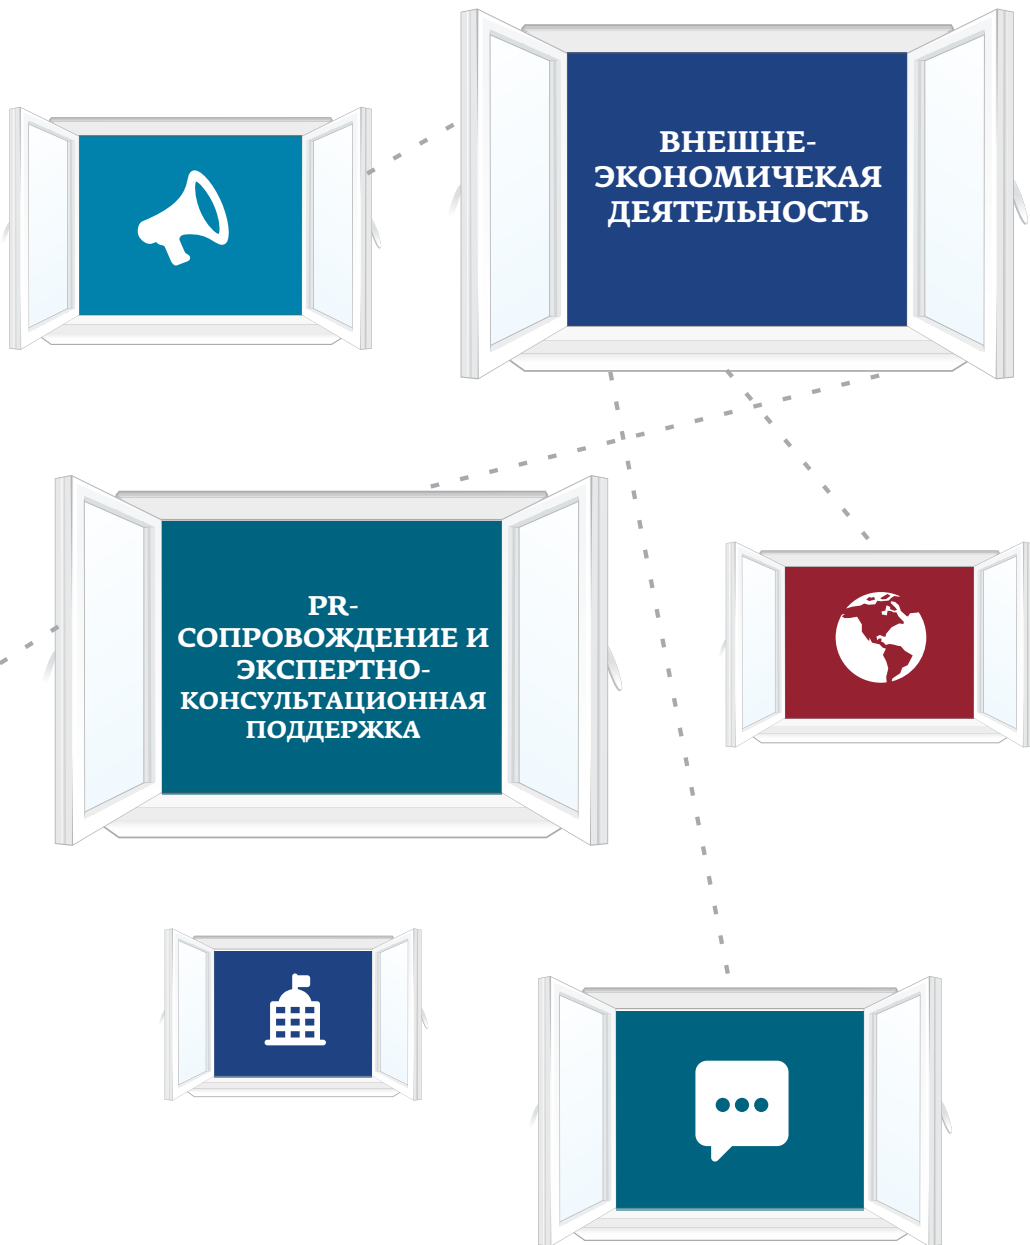 ВНЕШНЕ-
ЭКОНОМИЧЕКАЯ
ДЕЯТЕЛЬНОСТЬ
PR-
СОПРОВОЖДЕНИЕ И
ЭКСПЕРТНО-
КОНСУЛЬТАЦИОННАЯ
ПОДДЕРЖКА